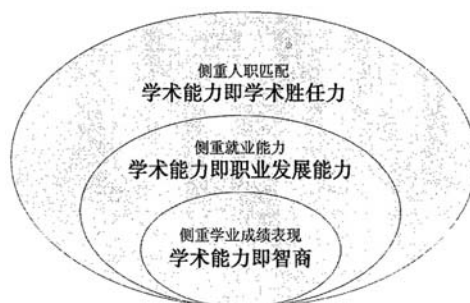 侧重人职匹配
学术能力即学术胜任力
侧重就业能力
学术能力即职业发展能力
侧重学业成绩表现
学术能力即智商